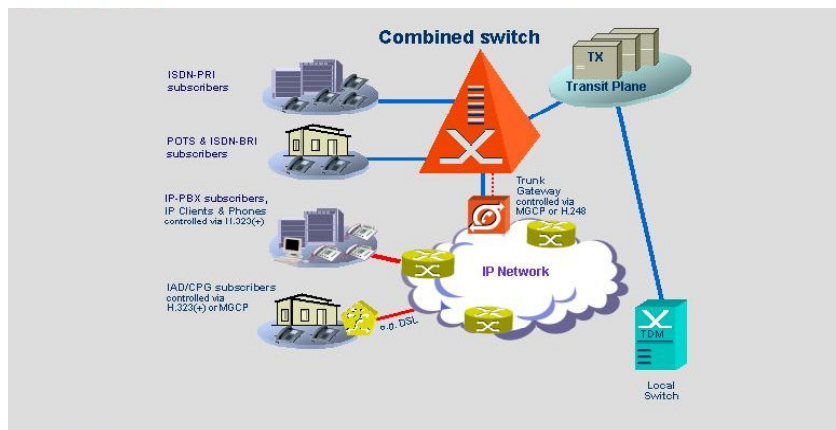 Combined switch
TX
Transit Plane
ISDN-PRI
subscribers
POTS & ISDN-BRI
subscribers
Trunk
Gateway
controlled via
MGCP or H.248
IP-PBX subscribers,
IP Clients & Phones
controlled via H.323(+)
IP Network
IAD/CPG subscribers
controlled via
H.323(+) or MGCP
e.g. DSL
TDM
Local
Switch